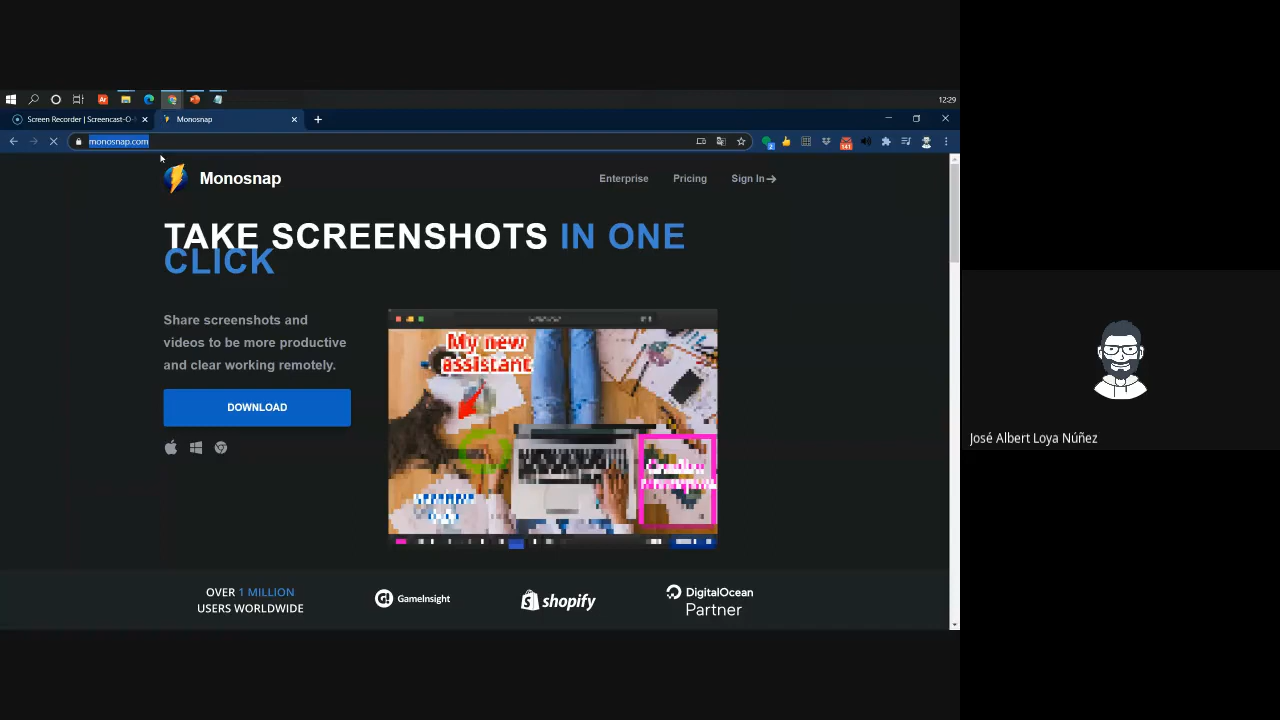 12:29
Screen Recorder | Screencast-O-
Monosnap
monosnap.com
2
141
Monosnap
Enterprise
Pricing
Sign In
TAKE SCREENSHOTS IN ONE
CLICK
Share screenshots and
videos to be more productive
and clear working remotely.
DOWNLOAD
My new
assistant
OVER 1 MILLION
USERS WORLDWIDE
G!
GameInsight
shopify
DigitalOcean
Partner
José Albert Loya Núñez